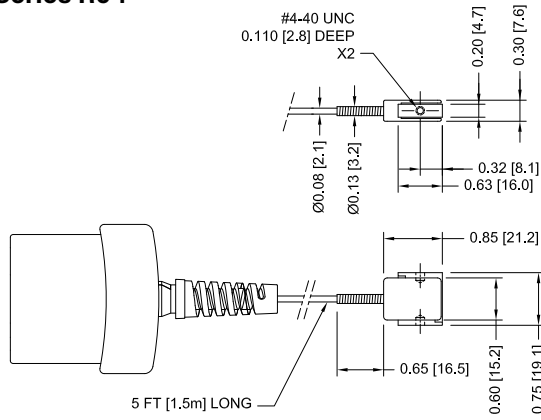 #4-40 UNC
0.110 [2.8] DEEP
X2
0.20 [4.7]
0.30 [7.6]
Ø0.08 [2.1]
Ø0.13 [3.2]
0.32 [8.1]
0.63 [16.0]
0.85 [21.2]
0.65 [16.5]
5 FT [1.5m] LONG
0.60 [15.2]
0.75 [19.1]